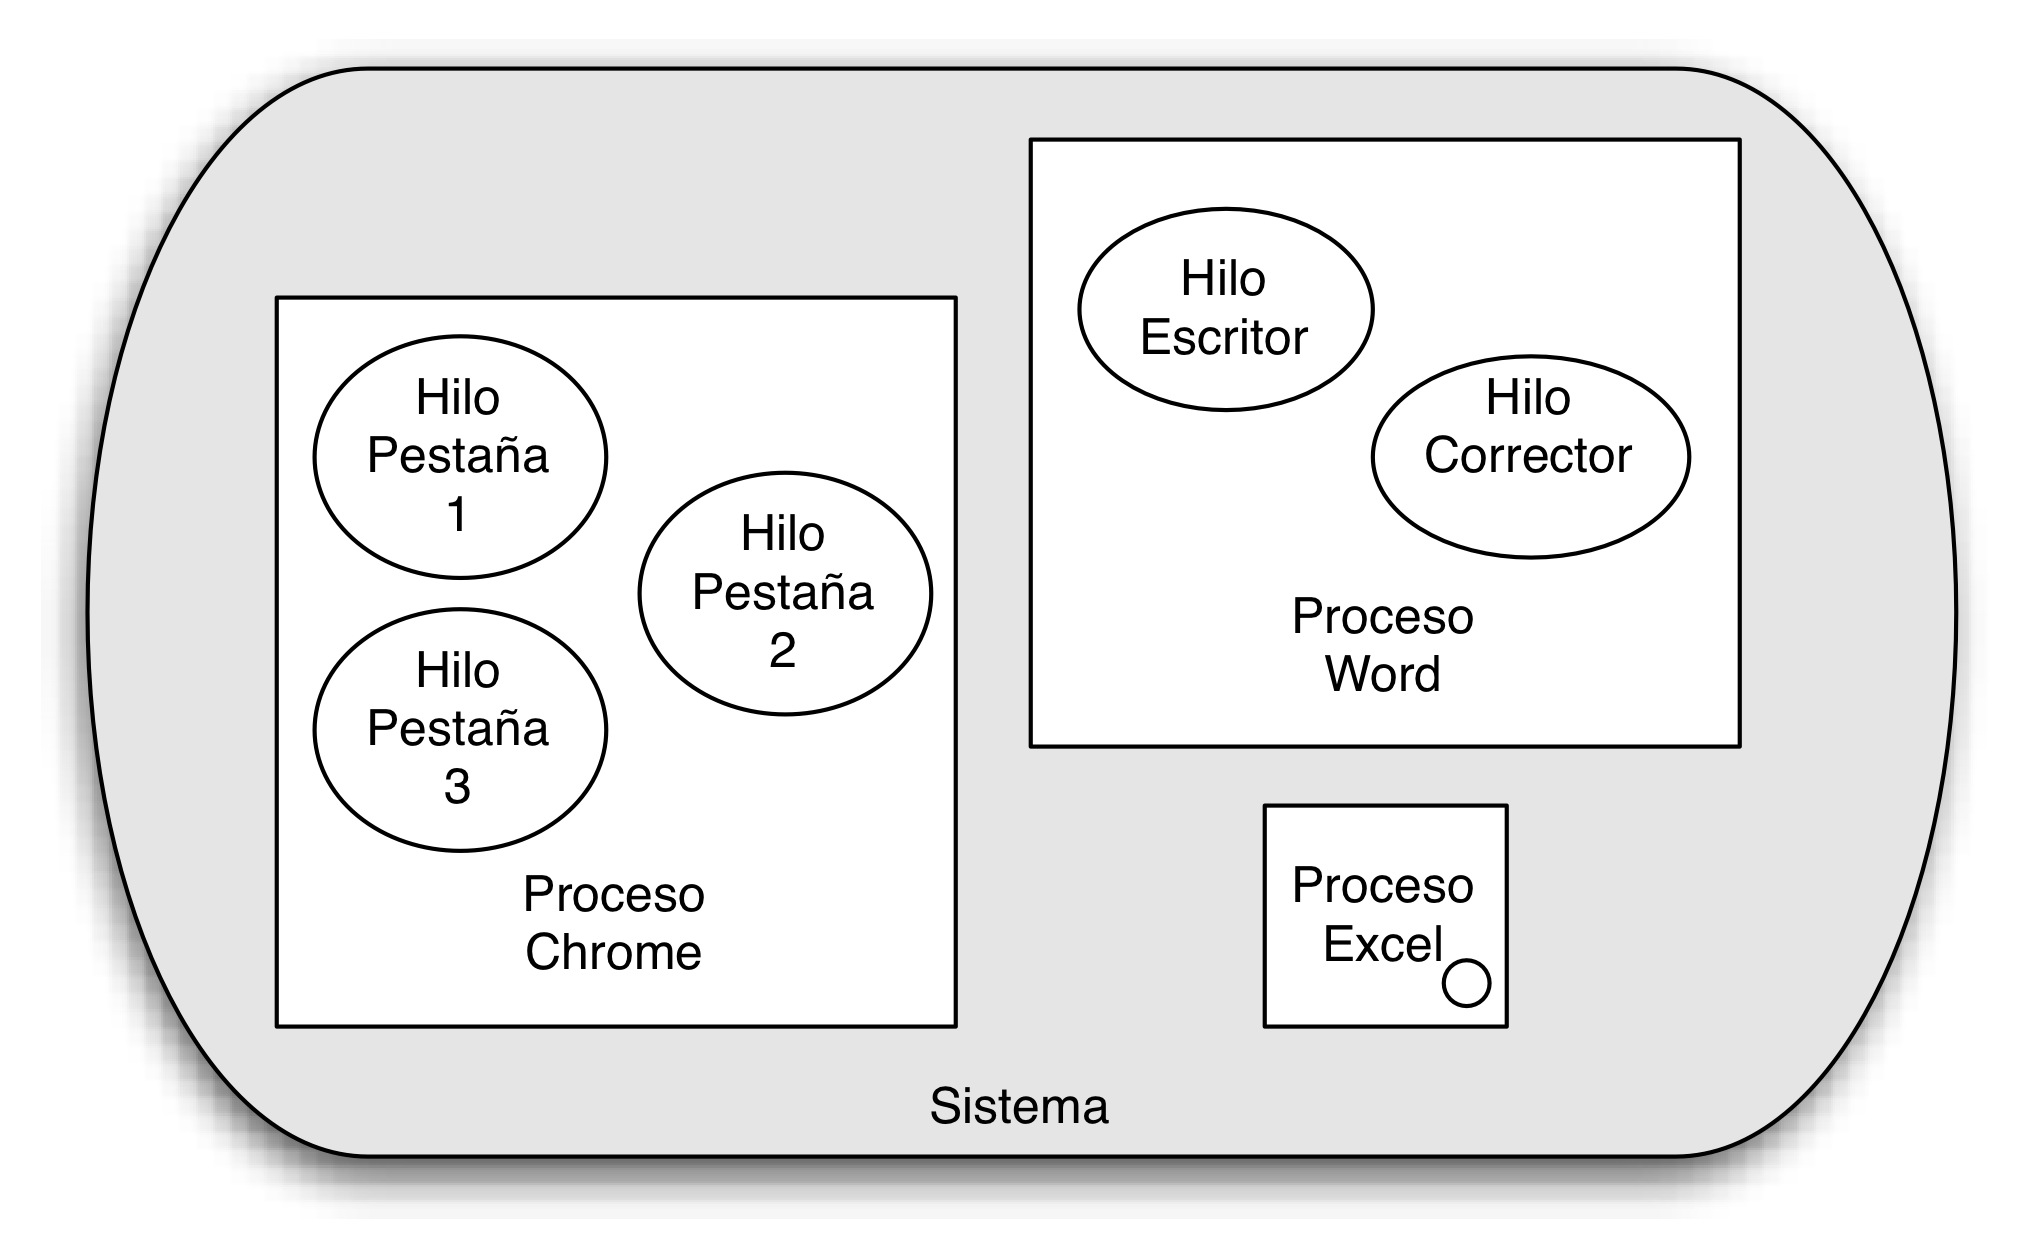 Hilo
Pestaña
1
Hilo
Pestaña
2
Hilo
Pestaña
3
Proceso
Chrome
Hilo
Escritor
Hilo
Corrector
Proceso
Word
Proceso
Excel
Sistema